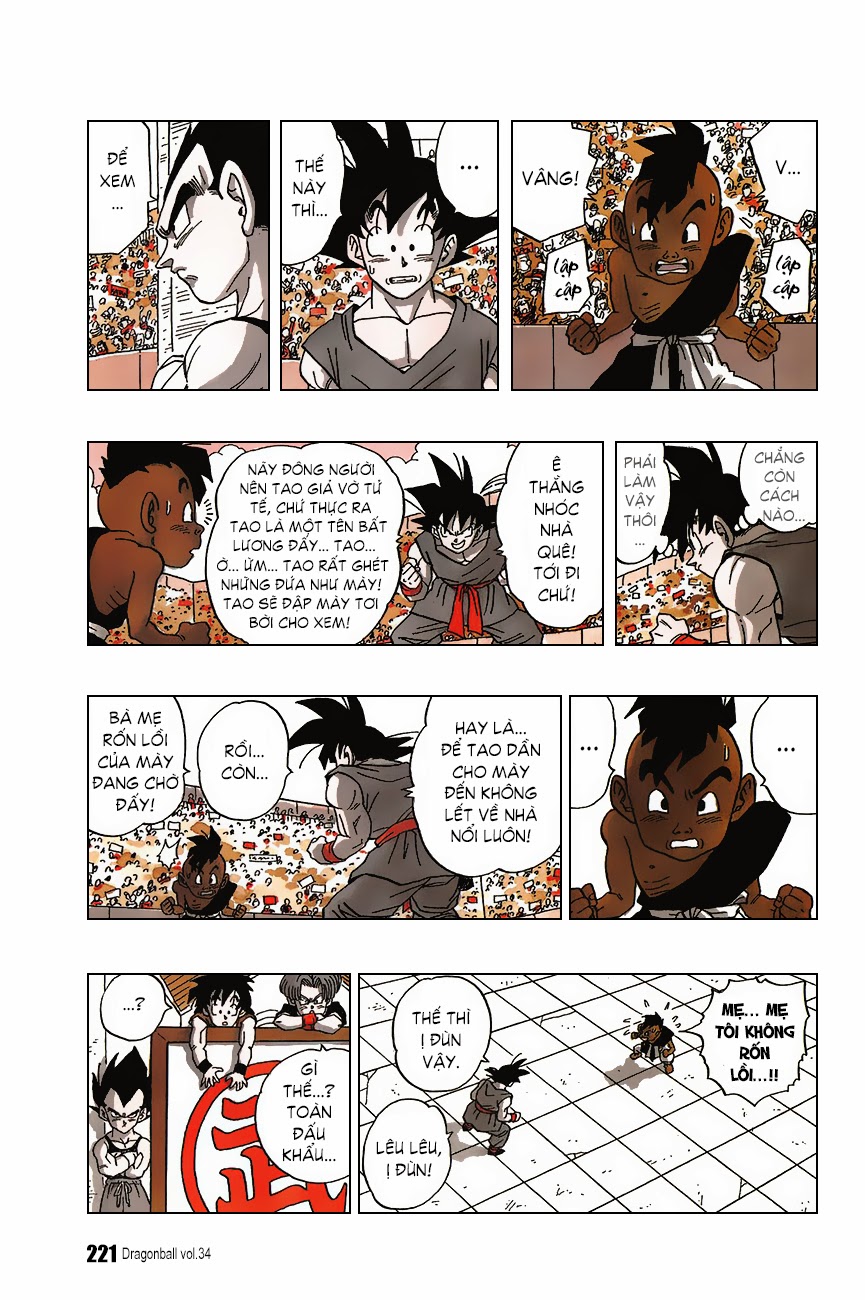 V...
VÂNG!
lập
cập
lập
cập
...
THẾ
NÀY
THÌ...
ĐỂ
XEM
...
CHẲNG
CÒN
CÁCH
NÀO...
PHẢI
LÀM
VẬY
THÔI
...
Ê
THẰNG
NHÓC
NHÀ
QUÊ!
TỚI ĐI
CHỨ!
NÀY ĐÔNG NGƯỜI
NÊN TAO GIẢ VỜ TỬ
TẾ, CHỨ THỰC RA
TAO LÀ MỘT TÊN BẤT
LƯƠNG ĐẤY... TAO...
Ờ... ỪM... TAO RẤT GHÉT
NHỮNG ĐỨA NHƯ MÀY!
TAO SẼ ĐẬP MÀY TƠI
BỜI CHO XEM!
...
...
HAY LÀ...
ĐỂ TAO DẦN
CHO MÀY
ĐẾN KHÔNG
LẾT VỀ NHÀ
NỔI LUÔN!
RỒI...
CÒN...
BÀ MẸ
RỐN LỒI
CỦA MÀY
ĐANG CHỜ
ĐẤY!
MẸ... MẸ
TÔI KHÔNG
RỐN
LỒI...!!
THẾ THÌ
Ị ĐÙN
VẬY.
LÊU LÊU,
Ị ĐÙN!
...?
GÌ
THẾ...?
TOÀN
ĐẤU
KHẨU...
武
221 Dragonball vol.34